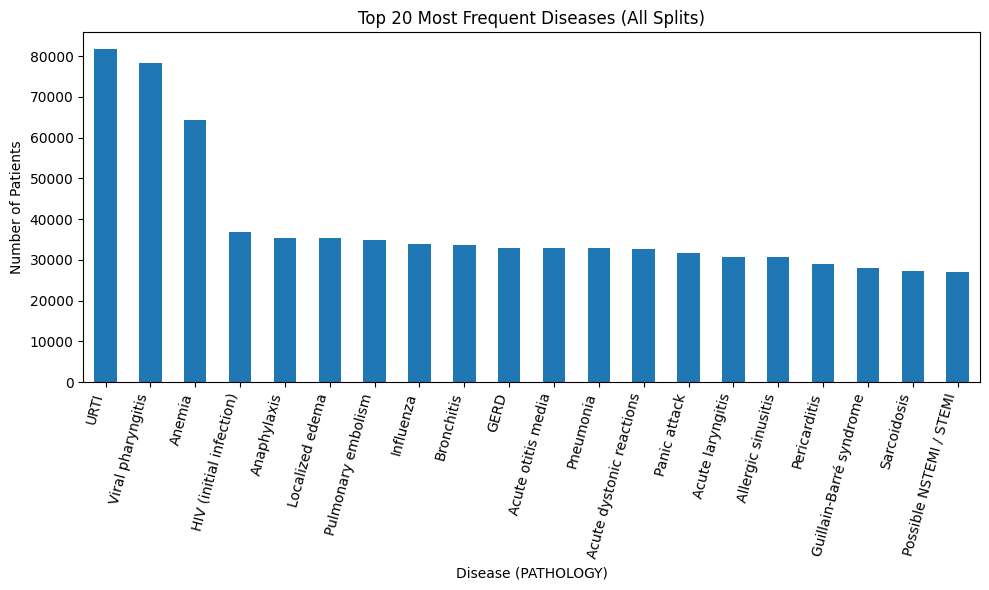 Top 20 Most Frequent Diseases (All Splits)
Number of Patients
80000
70000
60000
50000
40000
30000
20000
10000
0
URTI
Viral pharyngitis
Anemia
HIV (initial infection)
Anaphylaxis
Localized edema
Pulmonary embolism
Influenza
Bronchitis
GERD
Acute otitis media
Pneumonia
Acute dystonic reactions
Panic attack
Acute laryngitis
Allergic sinusitis
Pericarditis
Guillain-Barré syndrome
Sarcoidosis
Possible NSTEMI / STEMI
Disease (PATHOLOGY)